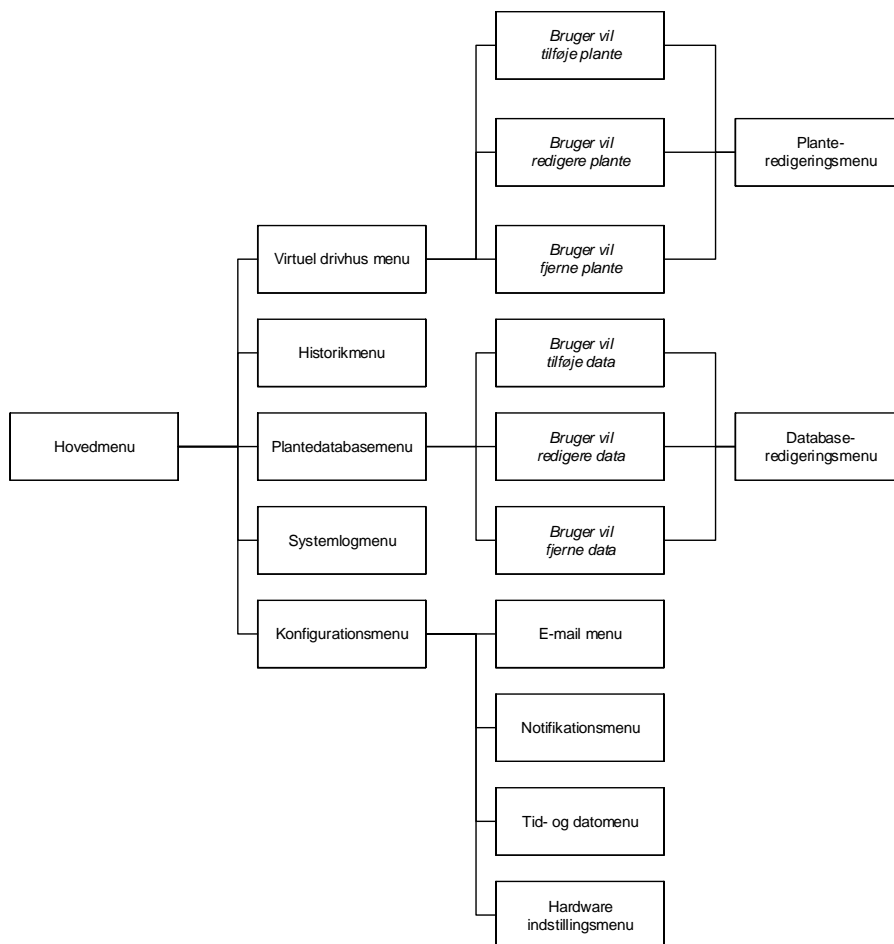 Bruger vil
tilføje plante
Bruger vil
redigere plante
Plante-
redigeringsmenu
Virtuel drivhus menu
Bruger vil
fjerne plante
Historikmenu
Bruger vil
tilføje data
Hovedmenu
Plantedatabasemenu
Bruger vil
redigere data
Database-
redigeringsmenu
Systemlogmenu
Bruger vil
fjerne data
Konfigurationsmenu
E-mail menu
Notifikationsmenu
Tid- og datomenu
Hardware
indstillingsmenu